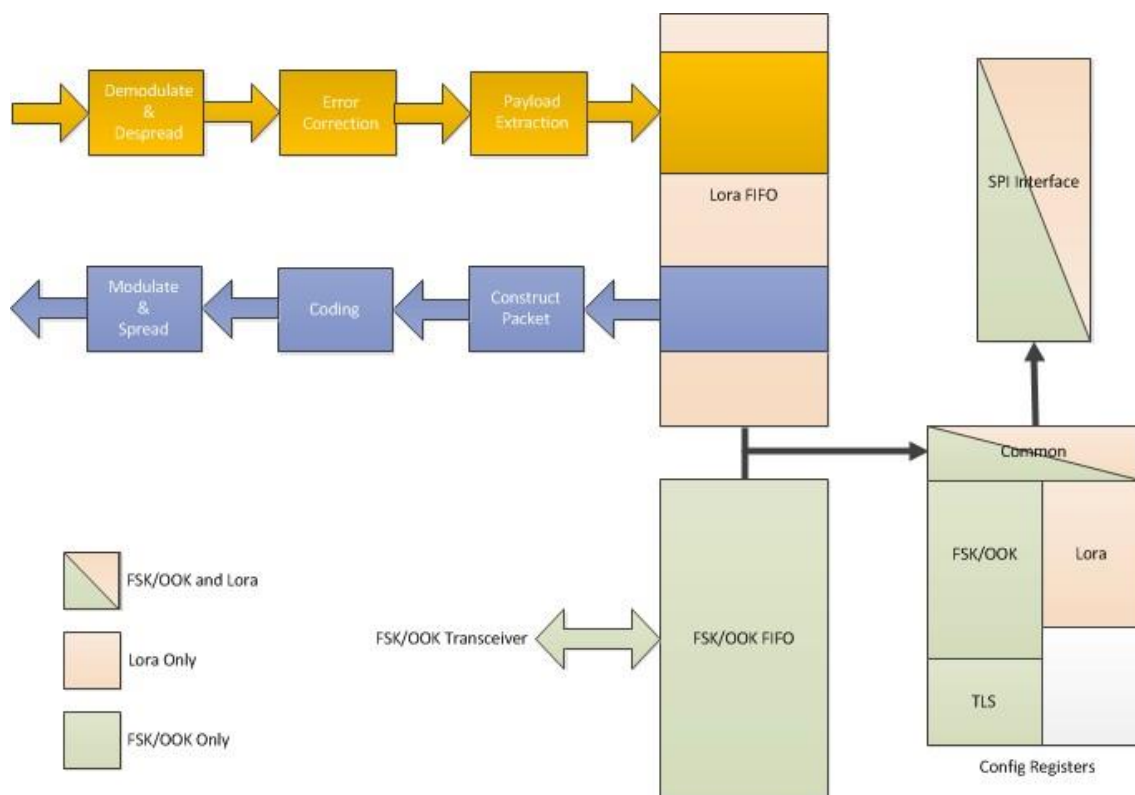 Demodulate
&
Despread
Error
Correction
Payload
Extraction
Lora FIFO
SPI Interface
Modulate
&
Spread
Coding
Construct
Packet
Common
FSK/OOK
Lora
TLS
Config Registers
FSK/OOK and Lora
Lora Only
FSK/OOK Only
FSK/OOK Transceiver
FSK/OOK FIFO